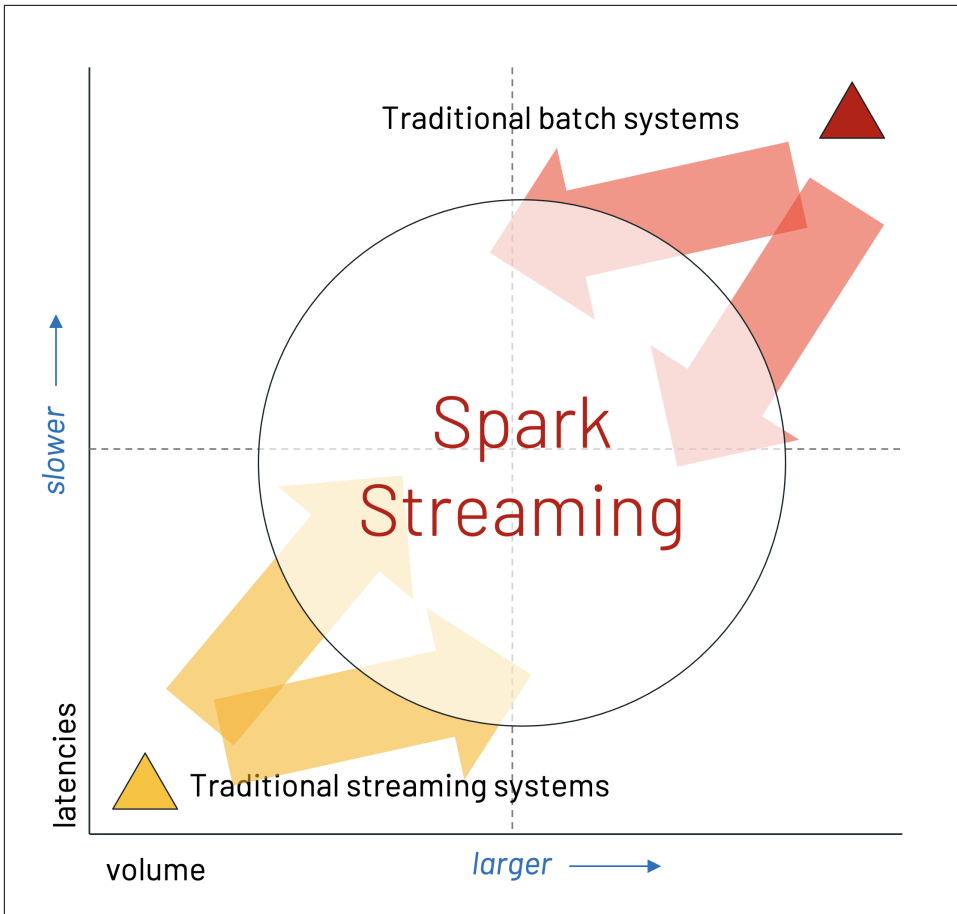 Traditional batch systems
Spark
Streaming
slower
latencies
Traditional streaming systems
volume
larger